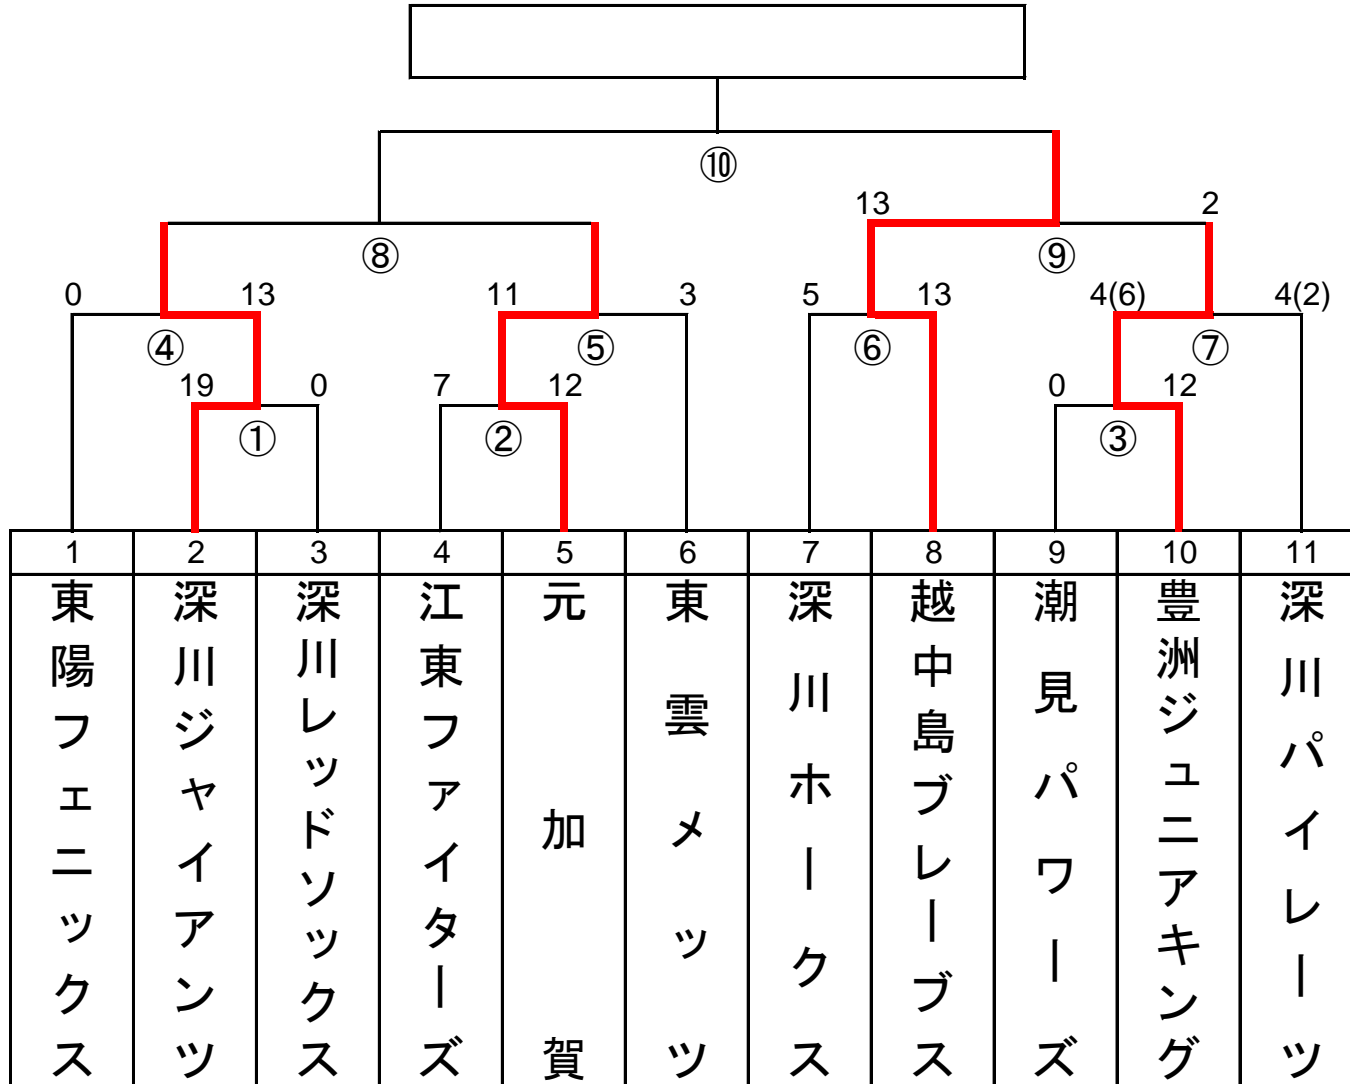 ⑩
13 2
⑧ ⑨
0 13 11 3 5 13 4(6) 4(2)
④ ⑤ ⑥ ⑦
19 0 7 12 0 12
① ② ③
1 2 3 4 5 6 7 8 9 10 11
東陽フェニックス
深川ジャイアンツ
深川レッドソックス
江東ファイターズ
元加賀
東雲メッツ
深川ホークス
越中島ブレーブス
潮見パワーズ
豊洲ジュニアキング
深川パイレーツ